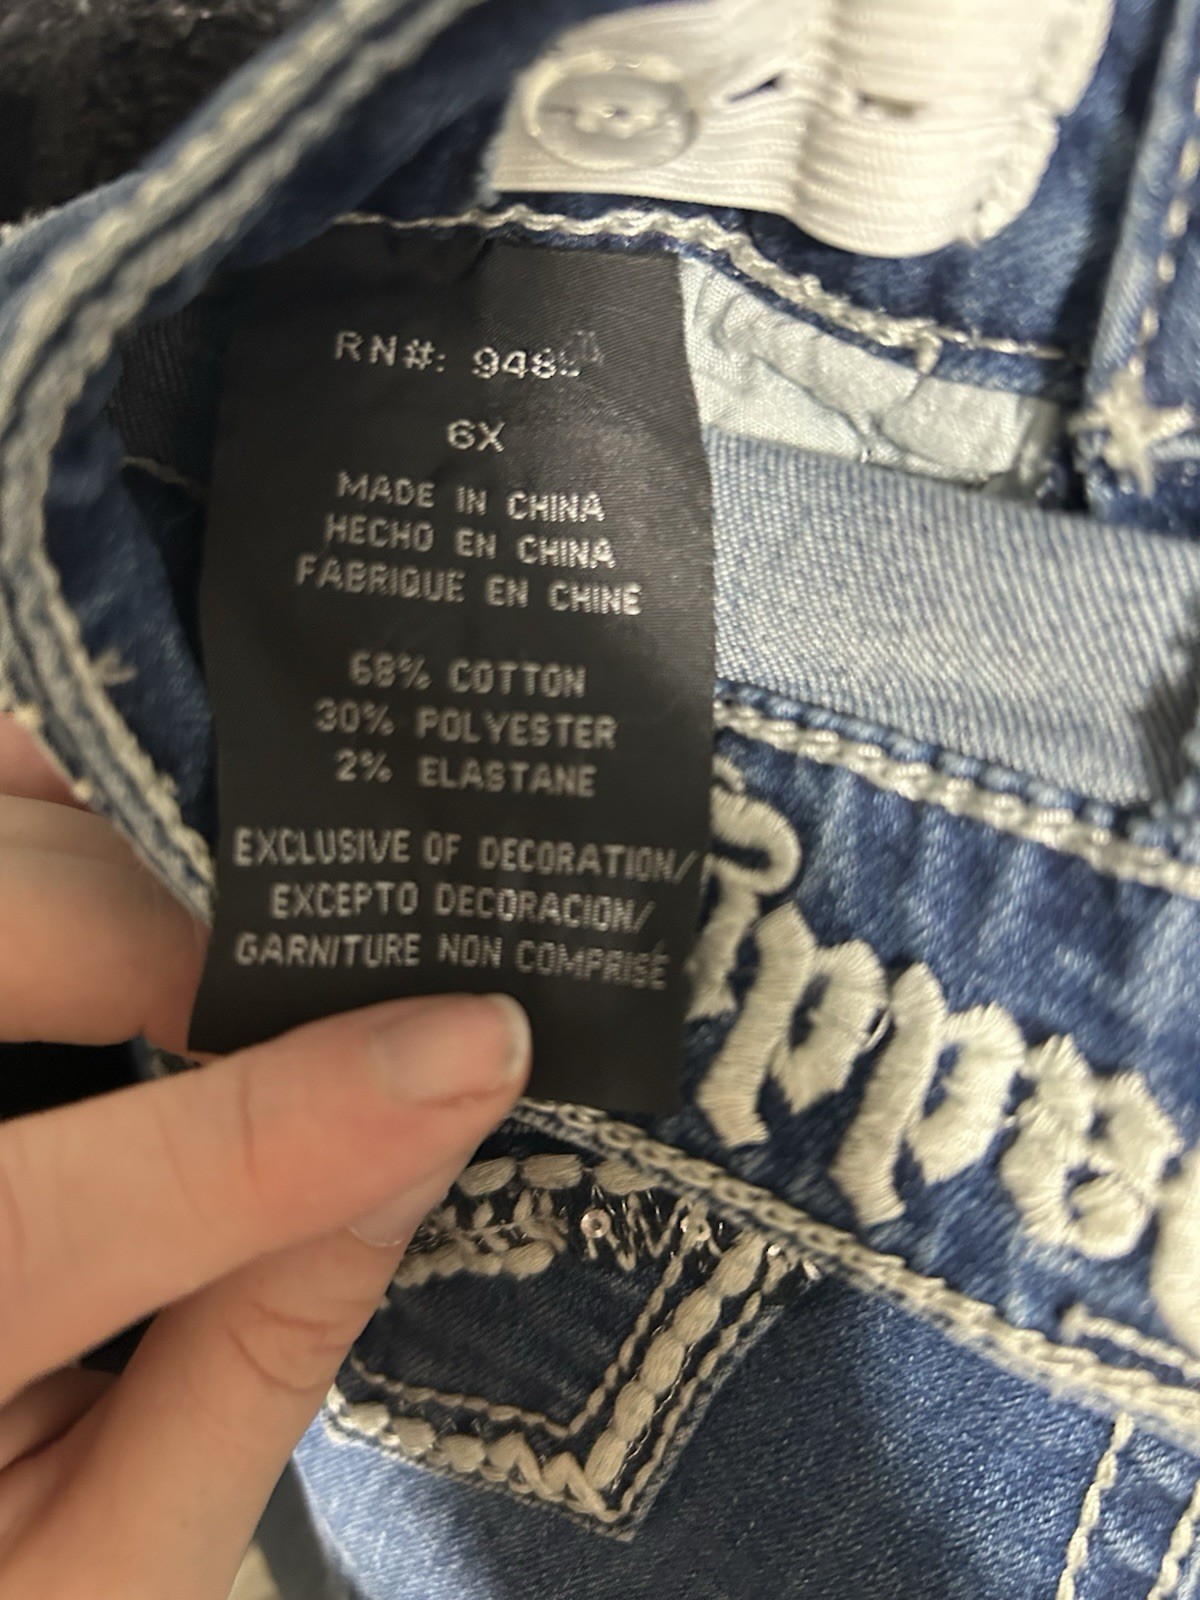 RN#:
6X
MADE IN CHINA
HECHO EN CHINA
FABRIQUE EN CHINE
68% COTTON
30% POLYESTER
2% ELASTANE
EXCLUSIVE OF DECORATION/
EXCEPTO DECORACION/
GARNITURE NON COMPRISÉ